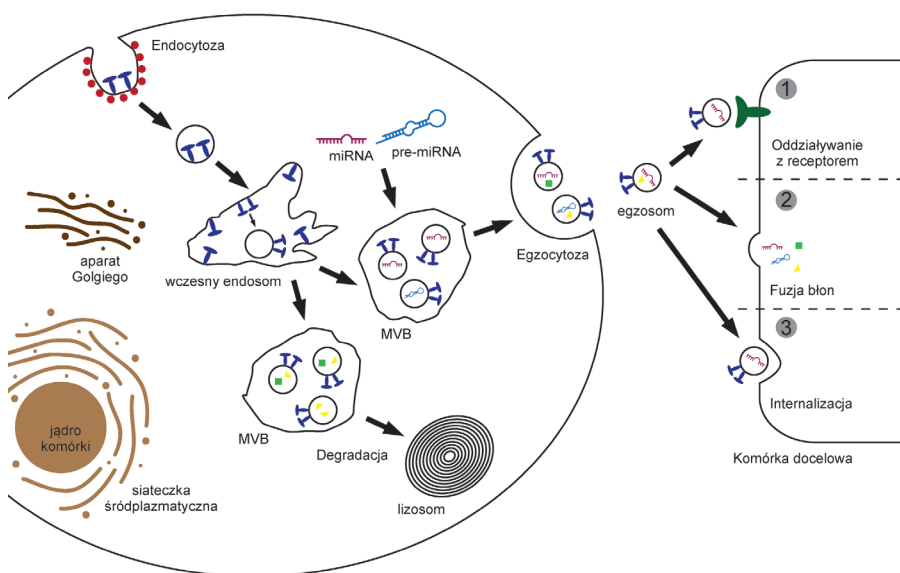 Endocytoza
miRNA
pre-miRNA
aparat
Golgiego
wczesny endosom
MVB
MVB
Degradacja
lizosom
jądro
komórki
siateczka
śródplazmatyczna
Egzocytoza
egzosom
1
Oddziaływanie
z receptorem
2
Fuzja błon
3
Internalizacja
Komórka docelowa